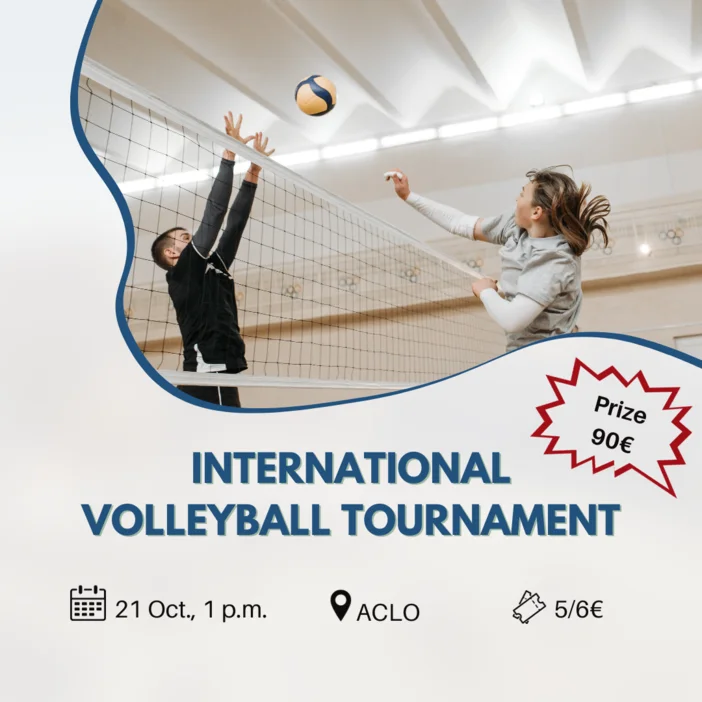 Prize
90€
INTERNATIONAL
VOLLEYBALL TOURNAMENT
21 Oct., 1 p.m.
ACLO
5/6€